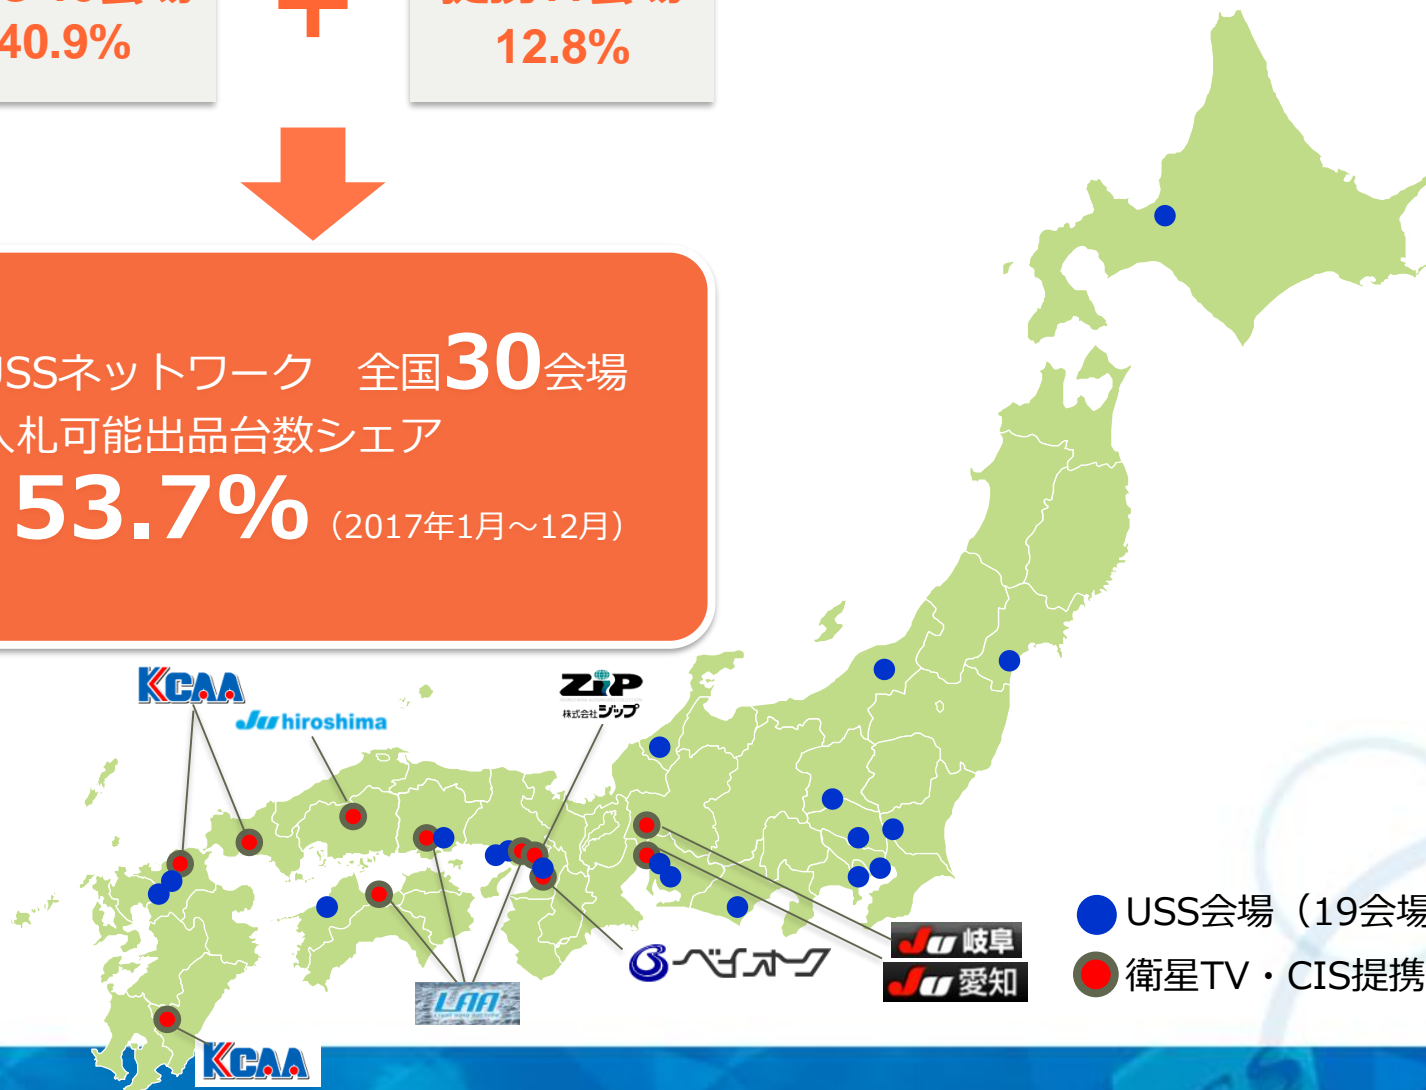 40.9%
12.8%
USSネットワーク　全国30会場
入札可能出品台数シェア
53.7%（2017年1月～12月）
KCAA
Ju hiroshima
ZIP
株式会社ジップ
ベイオーク
Ju 岐阜
Ju 愛知
LAA
KCAA
USS会場（19会場
衛星TV・CIS提携